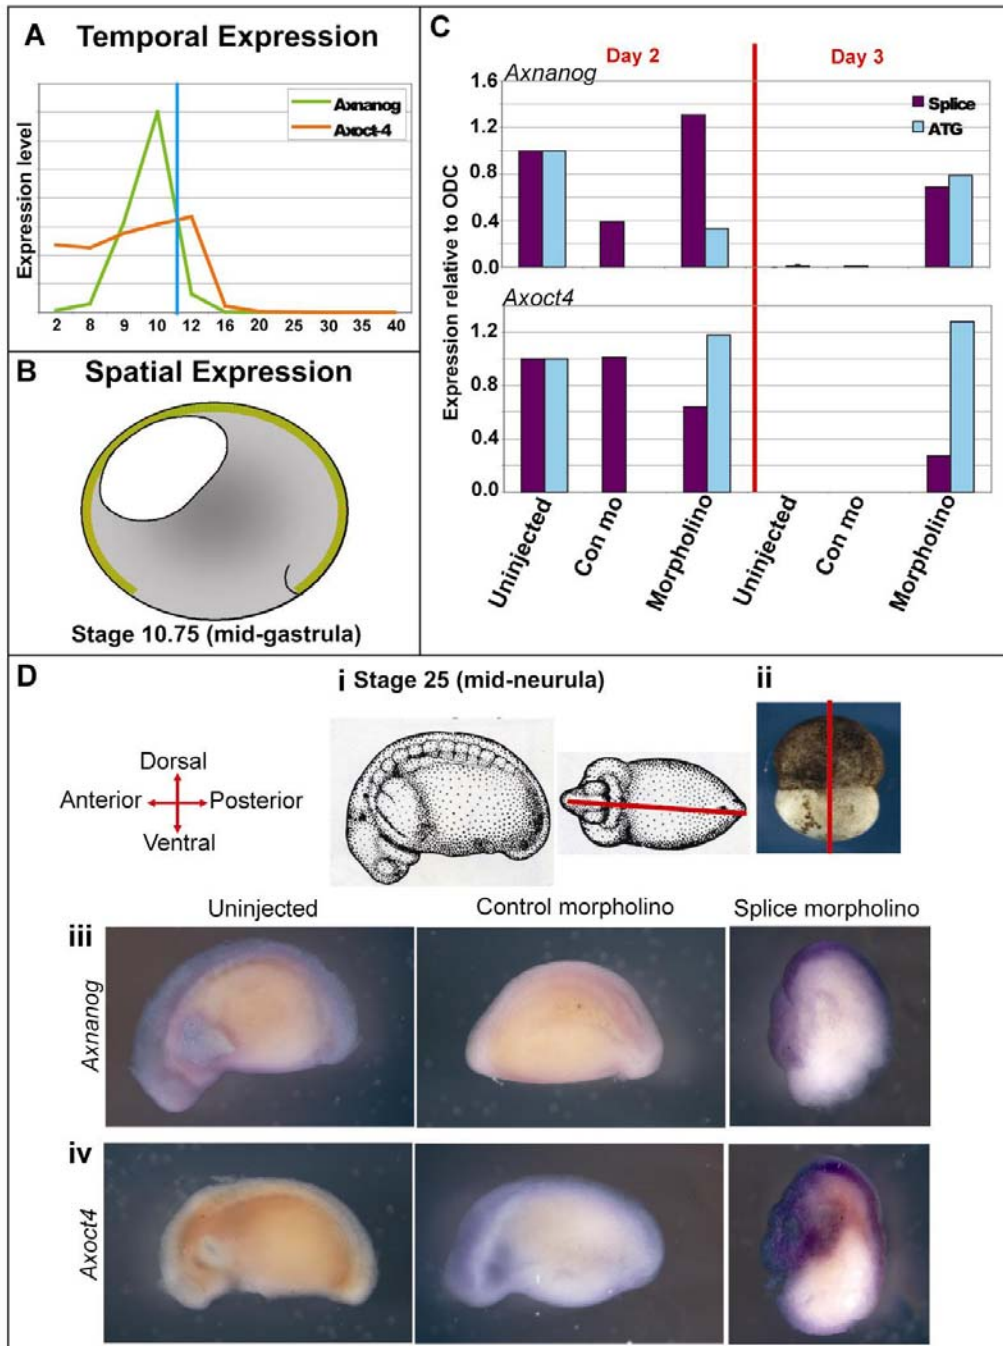 A Temporal Expression
Expression level
Axnanog
Axoct-4
2 8 9 10 12 16 20 25 30 35 40
B Spatial Expression
Stage 10.75 (mid-gastrula)
C
Day 2 Day 3
Axnanog
Splice
ATG
Expression relative to ODC
1.6
1.2
0.8
0.4
0.0
Axoct4
1.2
0.8
0.4
0.0
Uninjected
Con mo
Morpholino
Uninjected
Con mo
Morpholino
D
i Stage 25 (mid-neurula)
ii
Dorsal
Anterior Posterior
Ventral
Uninjected Control morpholino Splice morpholino
iii
Axnanog
iv
Axoct4